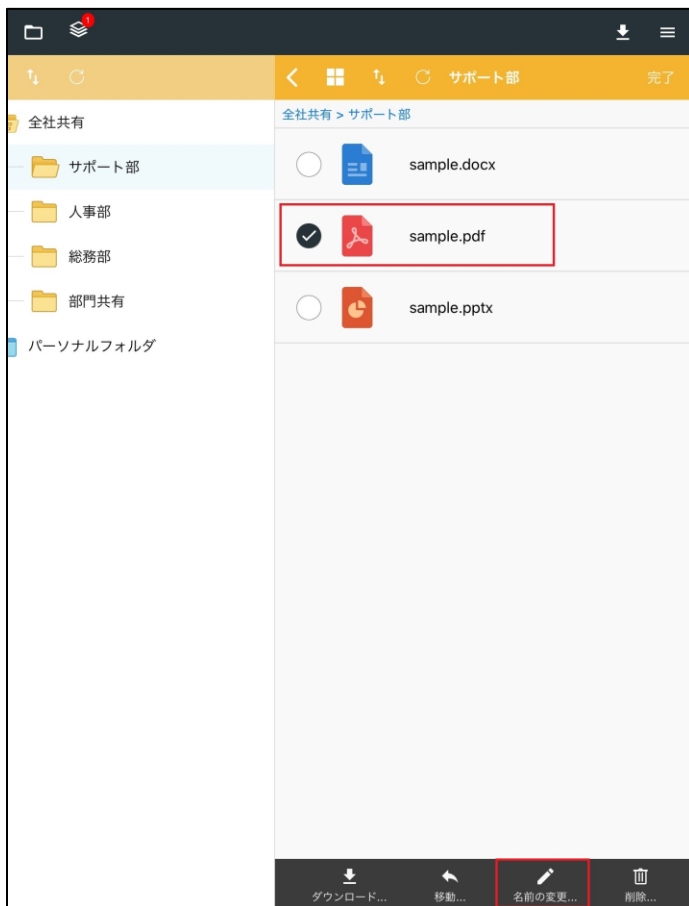 1
サポート部
完了
全社共有
サポート部
人事部
総務部
部門共有
パーソナルフォルダ
全社共有 > サポート部
sample.docx
sample.pdf
sample.pptx
ダウンロード...
移動...
名前の変更...
削除...